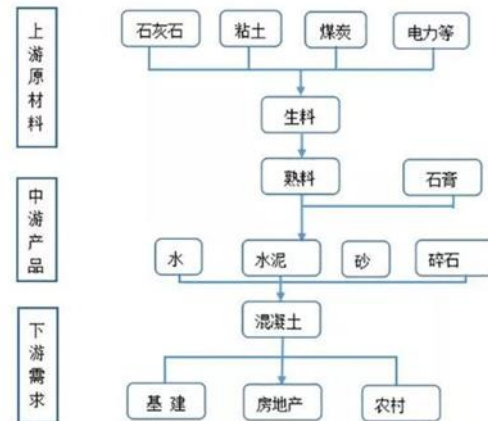 上游原材料
石灰石 粘土 煤炭 电力等
生料
熟料 石膏
中游产品
水 水泥 砂 碎石
混凝土
下游需求
基建 房地产 农村